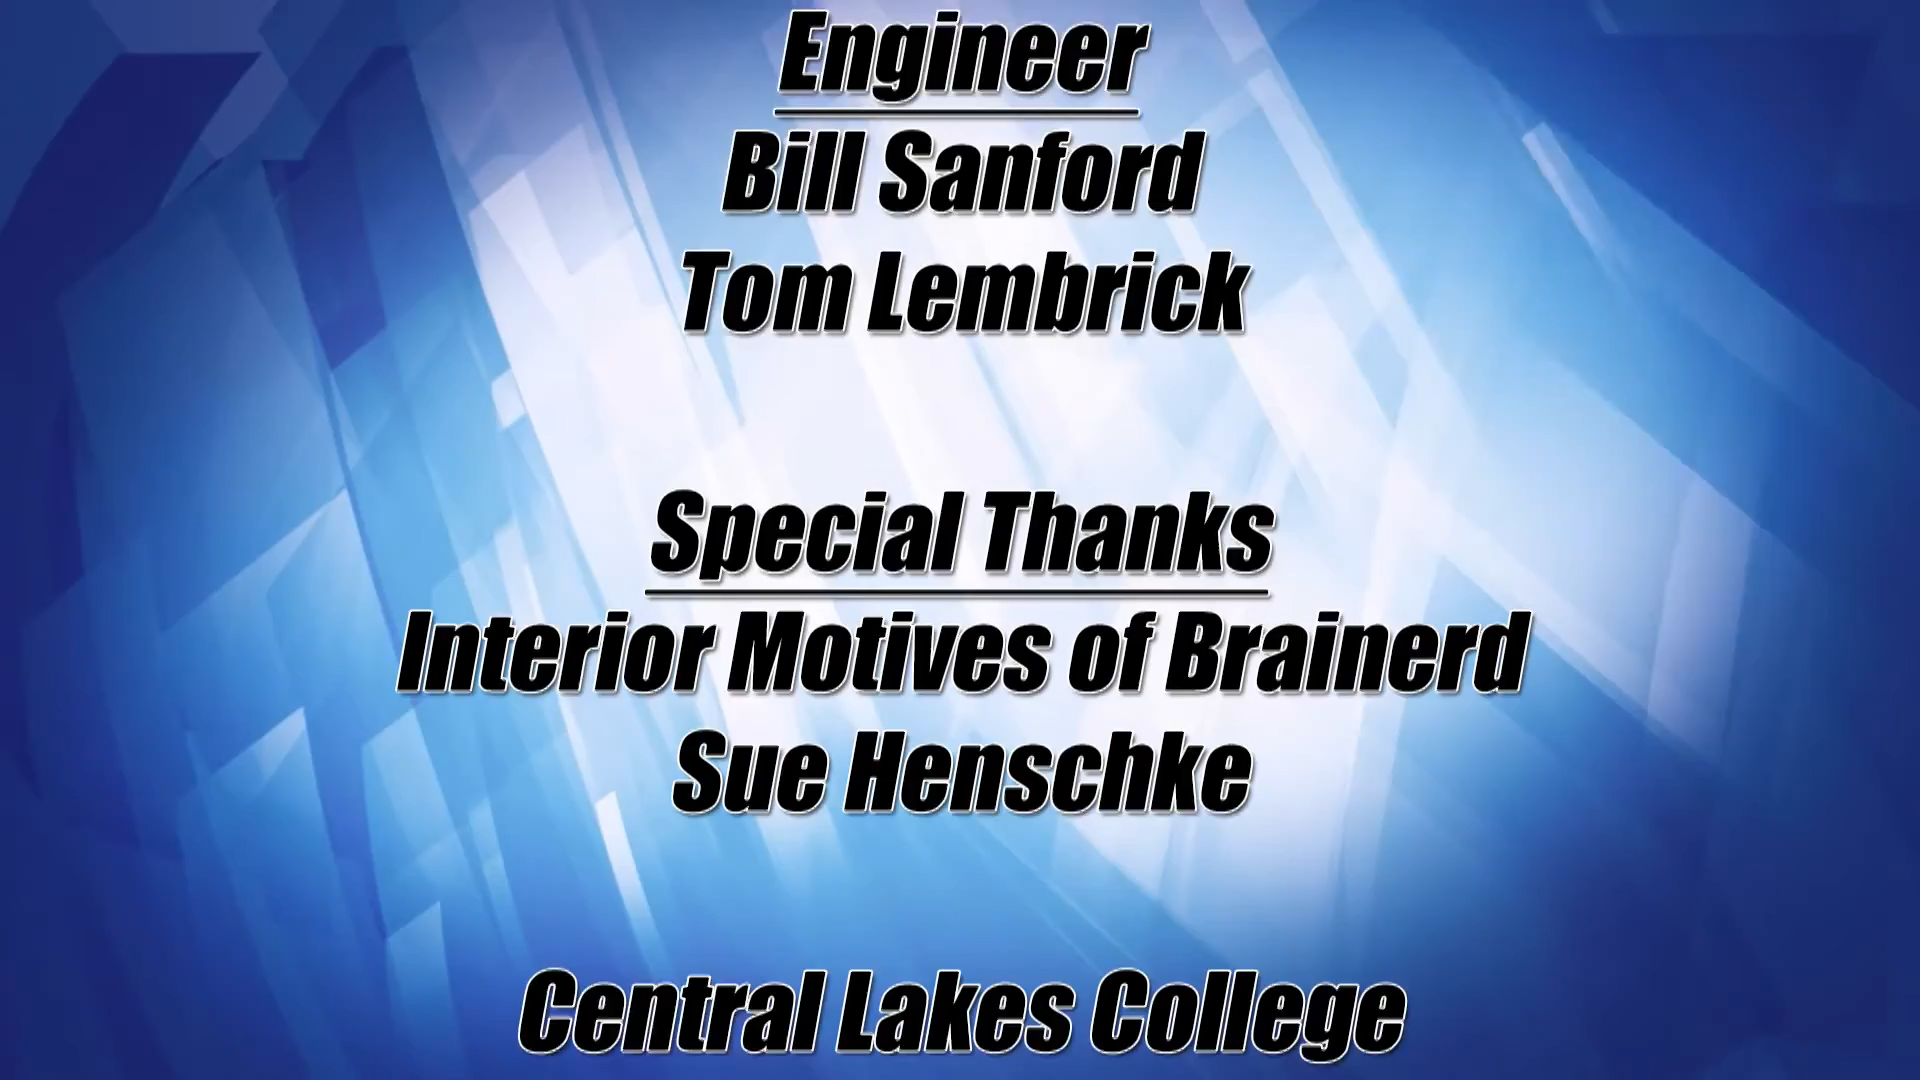 Engineer
Bill Sanford
Tom Lembrick
Special Thanks
Interior Motives of Brainerd
Sue Henschke
Central Lakes College